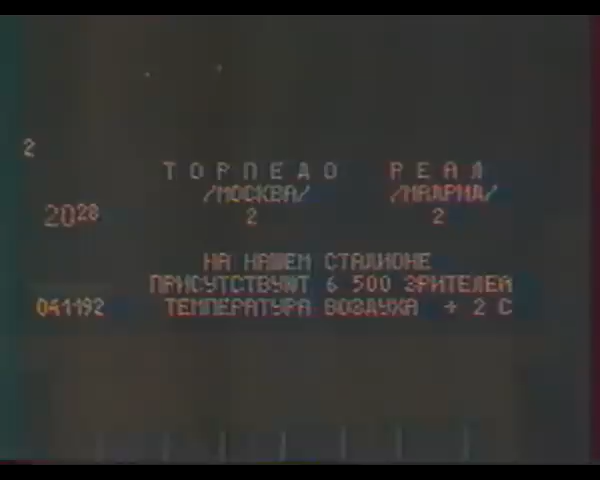 2
ТОРПЕДО РЕАЛ
/МОСКВА/ /МАДРИД/
2028 2 2
НА НАШЕМ СТАДИОНЕ
ПРИСУТСТВУЮТ 6 500 ЗРИТЕЛЕЙ
041192 ТЕМПЕРАТУРА ВОЗДУХА + 2 С